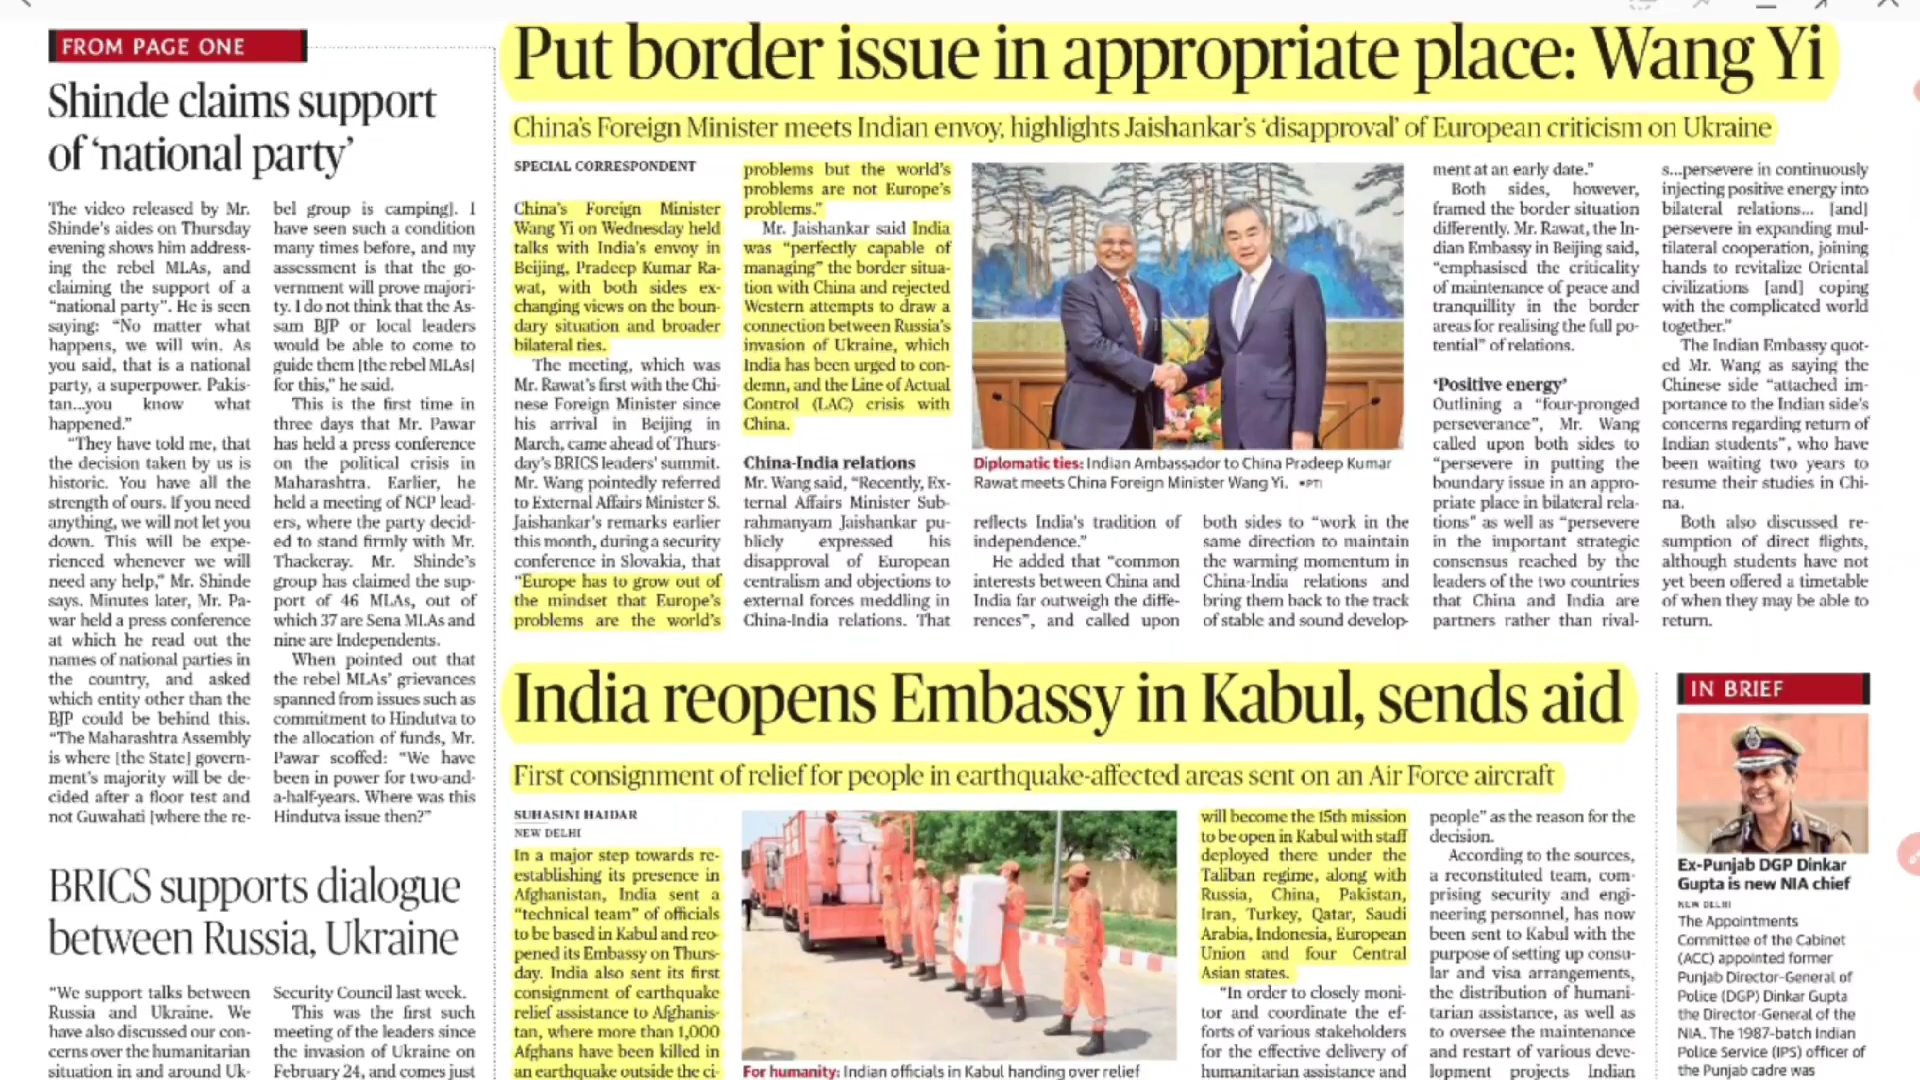 FROM PAGE ONE
Shinde claims support
of ‘national party’
The video released by Mr.
Shinde’s aides on Thursday
evening shows him address-
ing the rebel MLAs, and
claiming the support of a
“national party”. He is seen
saying: “No matter what
happens, we will win. As
you said, that is a national
party, a superpower. Pakis-
tan...you know what
happened.”
“They have told me, that
the decision taken by us is
historic. You have all the
strength of ours. If you need
anything, we will not let you
down. This will be expe-
rienced whenever we will
need any help,” Mr. Shinde
says. Minutes later, Mr. Pa-
war held a press conference
at which he read out the
names of national parties in
the country, and asked
which entity other than the
BJP could be behind this.
“The Maharashtra Assembly
is where [the State] govern-
ment’s majority will be de-
cided after a floor test and
not Guwahati [where the re-
bel group is camping]. I
have seen such a condition
many times before, and my
assessment is that the go-
vernment will prove majori-
ty. I do not think that the As-
sam BJP or local leaders
would be able to come to
guide them [the rebel MLAs]
for this,” he said.
This is the first time in
three days that Mr. Pawar
has held a press conference
on the political crisis in
Maharashtra. Earlier, he
held a meeting of NCP lead-
ers, where the party decid-
ed to stand firmly with Mr.
Thackeray. Mr. Shinde’s
group has claimed the sup-
port of 46 MLAs, out of
which 37 are Sena MLAs and
nine are Independents.
When pointed out that
the rebel MLAs’ grievances
spanned from issues such as
commitment to Hindutva to
the allocation of funds, Mr.
Pawar scoffed: “We have
been in power for two-and-
a-half-years. Where was this
Hindutva issue then?”
BRICS supports dialogue
between Russia, Ukraine
“We support talks between
Russia and Ukraine. We
have also discussed our con-
cerns over the humanitarian
situation in and around Uk-
Security Council last week.
This was the first such
meeting of the leaders since
the invasion of Ukraine on
February 24, and comes just
Put border issue in appropriate place: Wang Yi
China’s Foreign Minister meets Indian envoy, highlights Jaishankar’s ‘disapproval’ of European criticism on Ukraine
SPECIAL CORRESPONDENT
China’s Foreign Minister
Wang Yi on Wednesday held
talks with India’s envoy in
Beijing, Pradeep Kumar Ra-
wat, with both sides ex-
changing views on the boun-
dary situation and broader
bilateral ties.
The meeting, which was
Mr. Rawat’s first with the Chi-
nese Foreign Minister since
his arrival in Beijing in
March, came ahead of Thurs-
day’s BRICS leaders’ summit.
Mr. Wang pointedly referred
to External Affairs Minister S.
Jaishankar’s remarks earlier
this month, during a security
conference in Slovakia, that
“Europe has to grow out of
the mindset that Europe’s
problems are the world’s
problems but the world’s
problems are not Europe’s
problems.”
Mr. Jaishankar said India
was “perfectly capable of
managing” the border situa-
tion with China and rejected
Western attempts to draw a
connection between Russia’s
invasion of Ukraine, which
India has been urged to con-
demn, and the Line of Actual
Control (LAC) crisis with
China.
China-India relations
Mr. Wang said, “Recently, Ex-
ternal Affairs Minister Sub-
rahmanyam Jaishankar pu-
blicly expressed his
disapproval of European
centralism and objections to
external forces meddling in
China-India relations. That
Diplomatic ties: Indian Ambassador to China Pradeep Kumar
Rawat meets China Foreign Minister Wang Yi. •PTI
reflects India’s tradition of
independence.”
He added that “common
interests between China and
India far outweigh the diffe-
rences”, and called upon
both sides to “work in the
same direction to maintain
the warming momentum in
China-India relations and
bring them back to the track
of stable and sound develop-
ment at an early date.”
Both sides, however,
framed the border situation
differently. Mr. Rawat, the In-
dian Embassy in Beijing said,
“emphasised the criticality
of maintenance of peace and
tranquillity in the border
areas for realising the full po-
tential” of relations.
‘Positive energy’
Outlining a “four-pronged
perseverance”, Mr. Wang
called upon both sides to
“persevere in putting the
boundary issue in an appro-
priate place in bilateral rela-
tions” as well as “persevere
in the important strategic
consensus reached by the
leaders of the two countries
that China and India are
partners rather than rival-
s...persevere in continuously
injecting positive energy into
bilateral relations... [and]
persevere in expanding mul-
tilateral cooperation, joining
hands to revitalize Oriental
civilizations [and] coping
with the complicated world
together.”
The Indian Embassy quot-
ed Mr. Wang as saying the
Chinese side “attached im-
portance to the Indian side’s
concerns regarding return of
Indian students”, who have
been waiting two years to
resume their studies in Chi-
na.
Both also discussed re-
sumption of direct flights,
although students have not
yet been offered a timetable
of when they may be able to
return.
India reopens Embassy in Kabul, sends aid
First consignment of relief for people in earthquake-affected areas sent on an Air Force aircraft
SUHASINI HAIDAR
NEW DELHI
In a major step towards re-
establishing its presence in
Afghanistan, India sent a
“technical team” of officials
to be based in Kabul and reo-
pened its Embassy on Thurs-
day. India also sent its first
consignment of earthquake
relief assistance to Afghanis-
tan, where more than 1,000
Afghans have been killed in
an earthquake outside the ci-
For humanity: Indian officials in Kabul handing over relief
will become the 15th mission
to be open in Kabul with staff
deployed there under the
Taliban regime, along with
Russia, China, Pakistan,
Iran, Turkey, Qatar, Saudi
Arabia, Indonesia, European
Union and four Central
Asian states.
“In order to closely moni-
tor and coordinate the ef-
forts of various stakeholders
for the effective delivery of
humanitarian assistance and
people” as the reason for the
decision.
According to the sources,
a reconstituted team, com-
prising security and engi-
neering personnel, has now
been sent to Kabul with the
purpose of setting up consu-
lar and visa arrangements,
the distribution of humani-
tarian assistance, as well as
to oversee the maintenance
and restart of various deve-
lopment projects Indian
IN BRIEF
Ex-Punjab DGP Dinkar
Gupta is new NIA chief
NEW DELHI
The Appointments
Committee of the Cabinet
(ACC) appointed former
Punjab Director-General of
Police (DGP) Dinkar Gupta
the Director-General of the
NIA. The 1987-batch Indian
Police Service (IPS) officer of
the Punjab cadre was